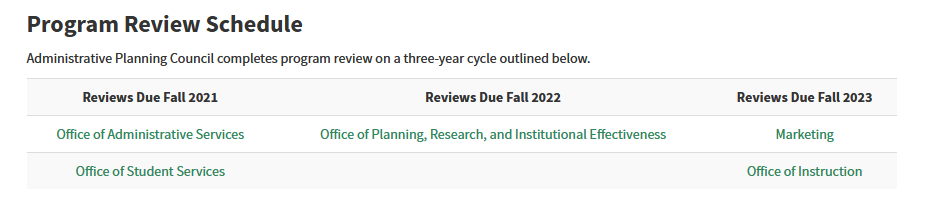 Program Review Schedule
Administrative Planning Council completes program review on a three-year cycle outlined below.
Reviews Due Fall 2021 Reviews Due Fall 2022 Reviews Due Fall 2023
Office of Administrative Services Office of Planning, Research, and Institutional Effectiveness Marketing
Office of Student Services Office of Instruction